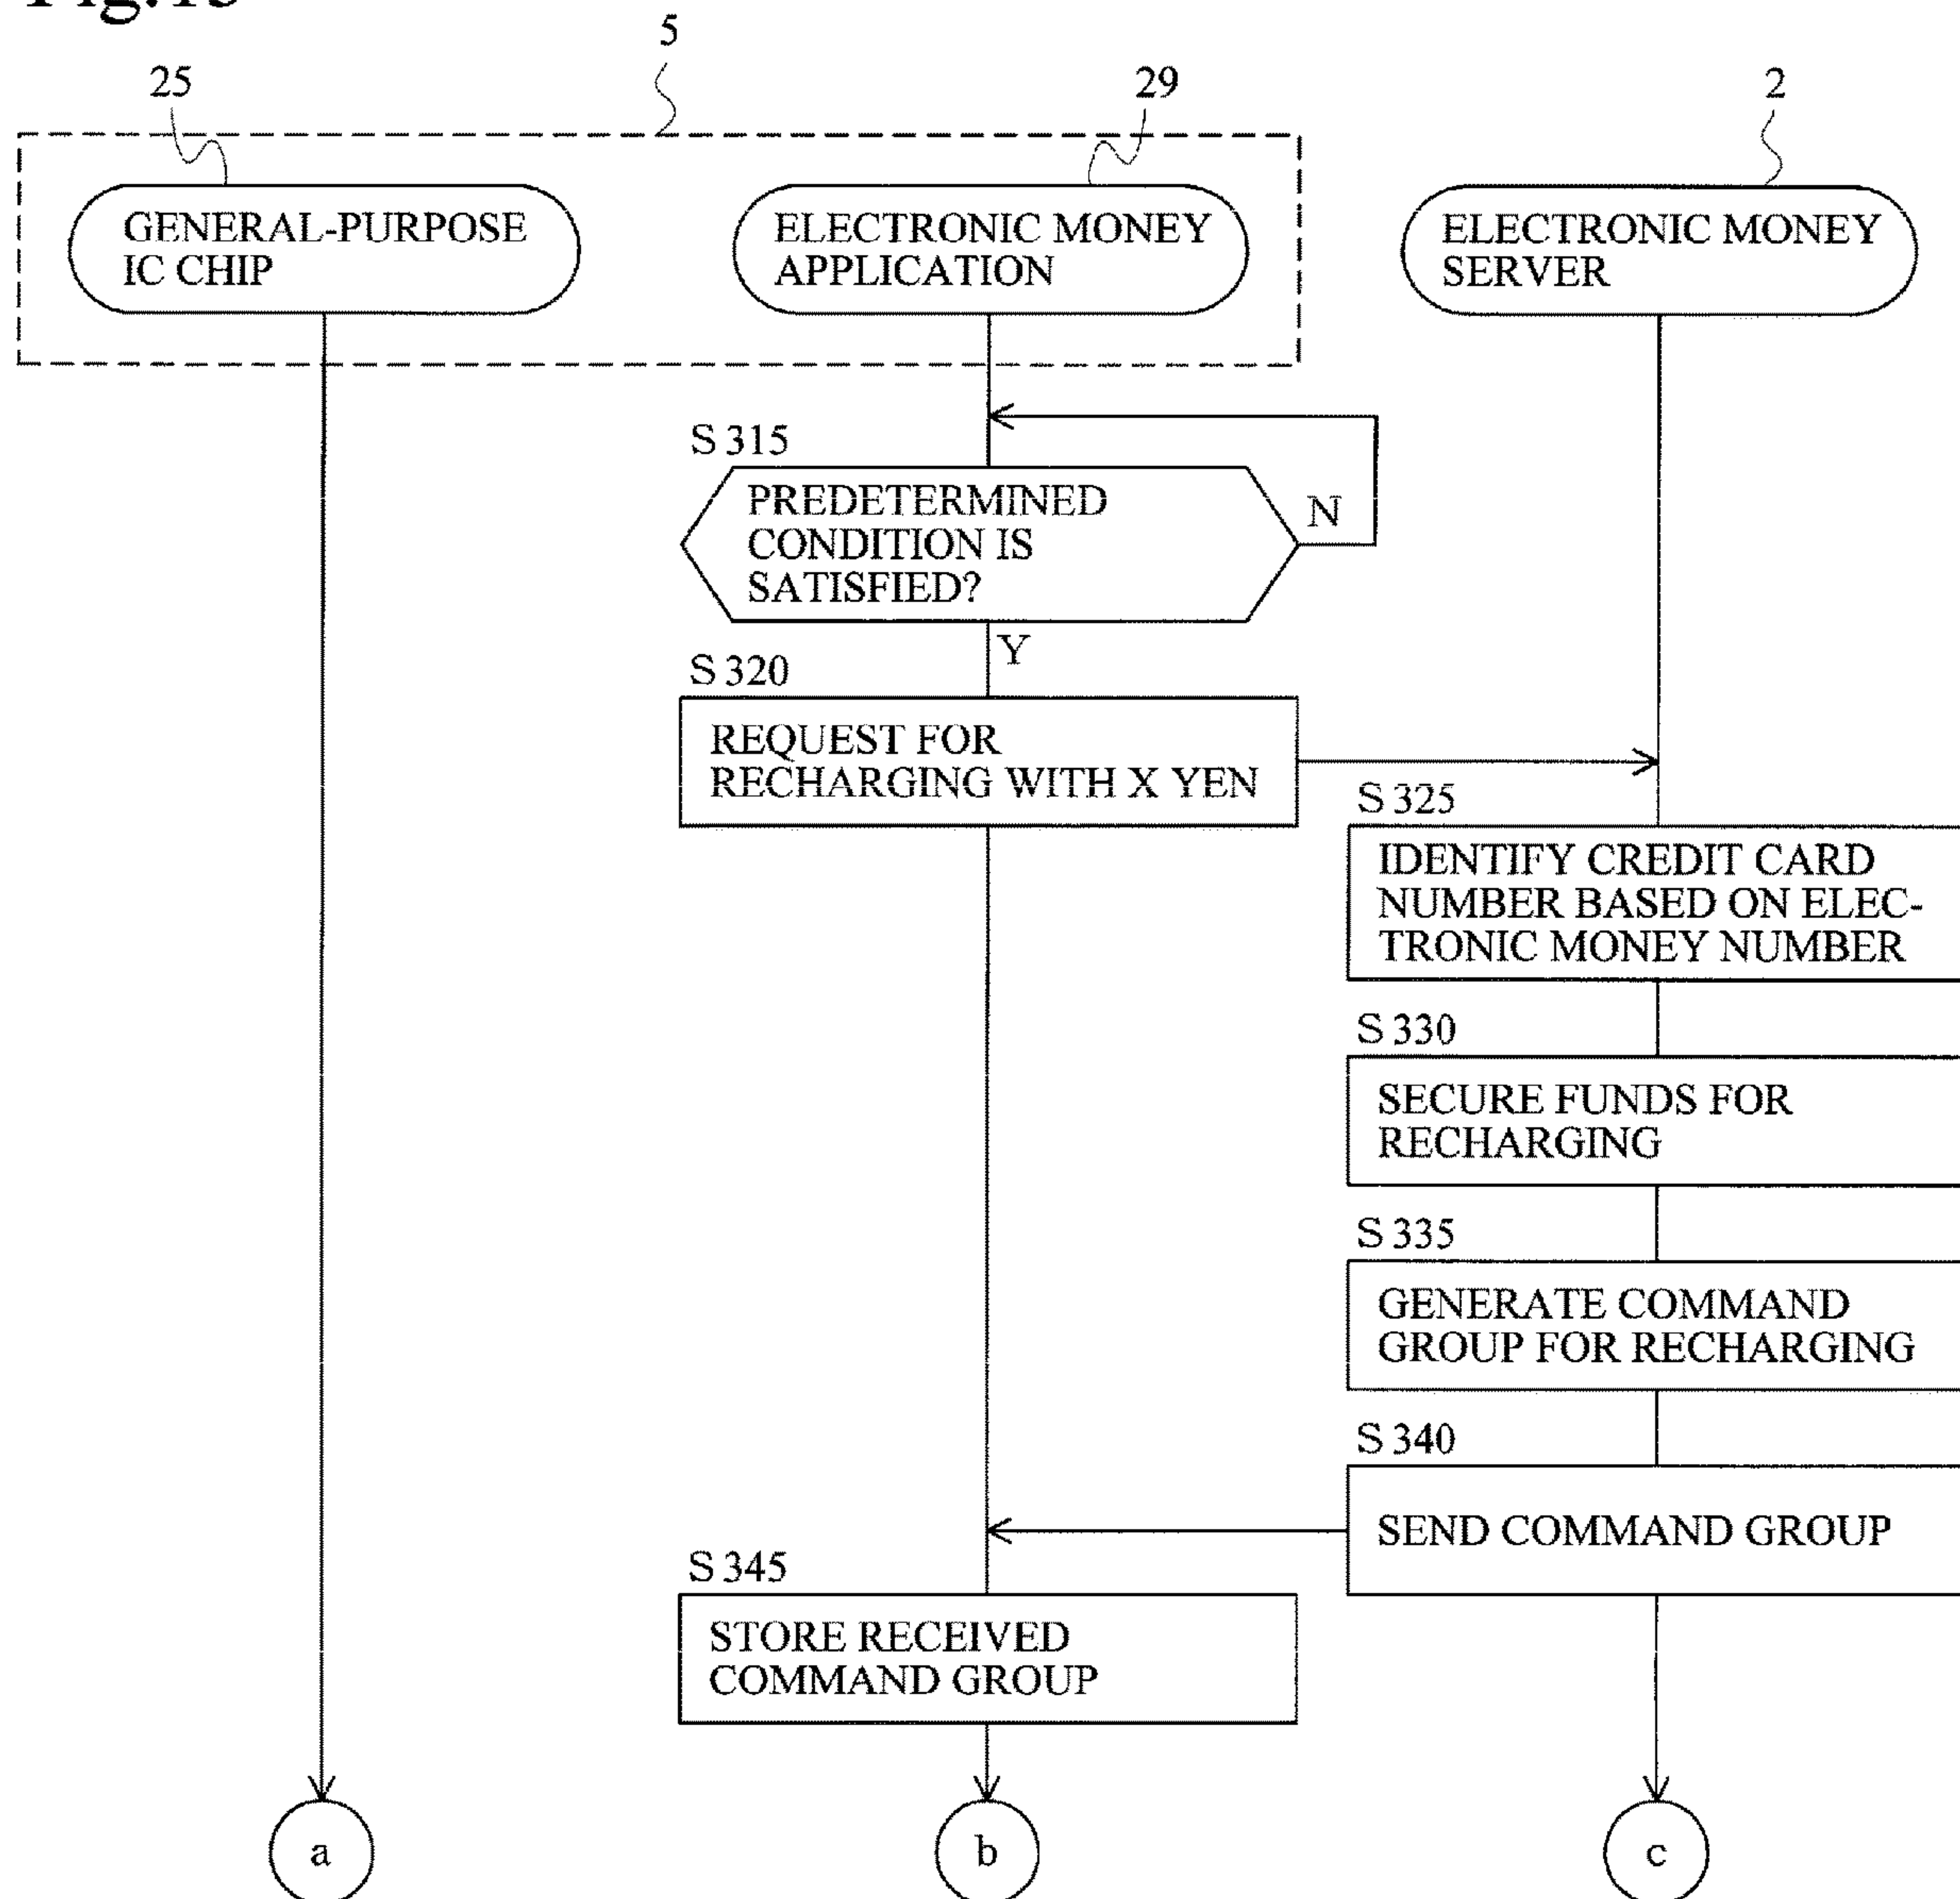 5
25
29
2
GENERAL-PURPOSE
IC CHIP
ELECTRONIC MONEY
APPLICATION
ELECTRONIC MONEY
SERVER
S 315
PREDETERMINED
CONDITION IS
SATISFIED?
N
Y
S 320
REQUEST FOR
RECHARGING WITH X YEN
S 325
IDENTIFY CREDIT CARD
NUMBER BASED ON ELEC-
TRONIC MONEY NUMBER
S 330
SECURE FUNDS FOR
RECHARGING
S 335
GENERATE COMMAND
GROUP FOR RECHARGING
S 340
SEND COMMAND GROUP
S 345
STORE RECEIVED
COMMAND GROUP
a
b
c